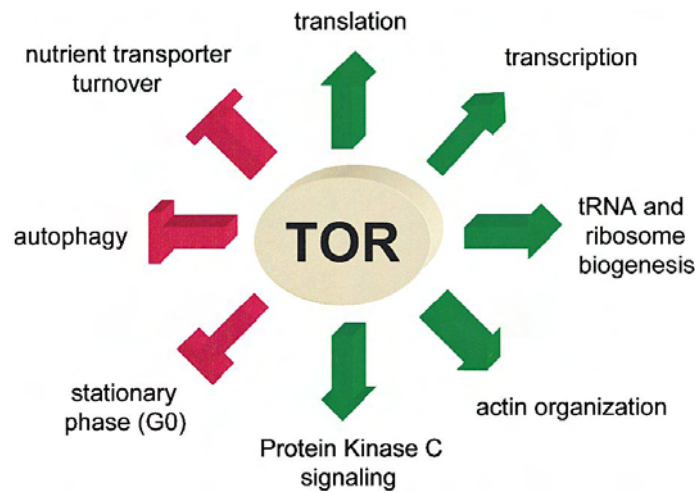 translation
nutrient transporter
turnover
transcription
autophagy
TOR
tRNA and
ribosome
biogenesis
stationary
phase (G0)
actin organization
Protein Kinase C
signaling